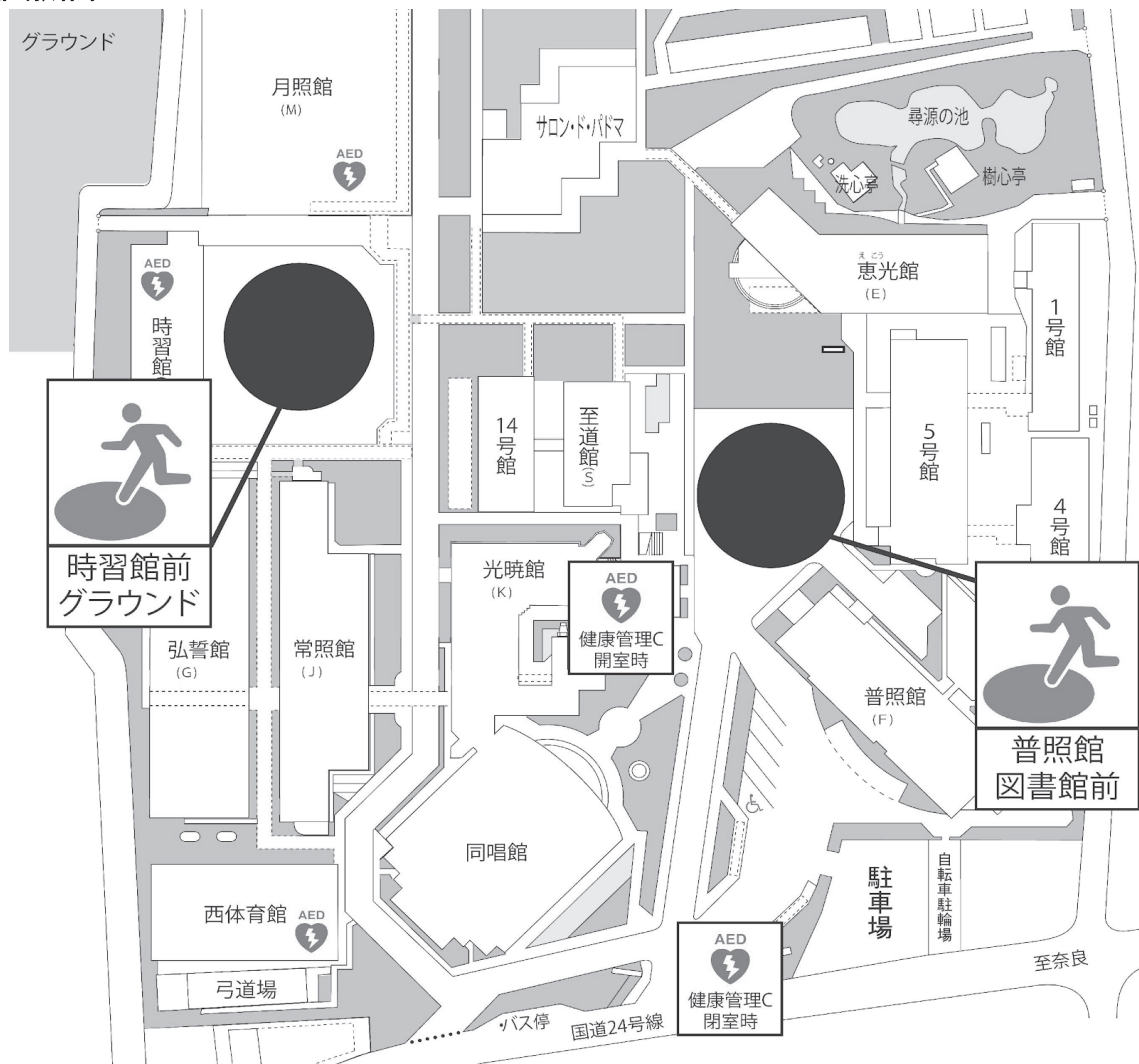 グラウンド
月照館
(M)
AED
サロン・ド・パドマ
尋源の池
洗心亭
樹心亭
えこう
恵光館
(E)
AED
時習館
1号館
14号館
至道館
(S)
5号館
4号館
時習館前
グラウンド
光暁館
(K)
AED
健康管理C
開室時
弘誓館
(G)
常照館
(J)
普照館
(F)
普照館
図書館前
同唱館
駐車場
自転車駐輪場
西体育館
AED
弓道場
AED
健康管理C
閉室時
至奈良
・バス停
国道24号線